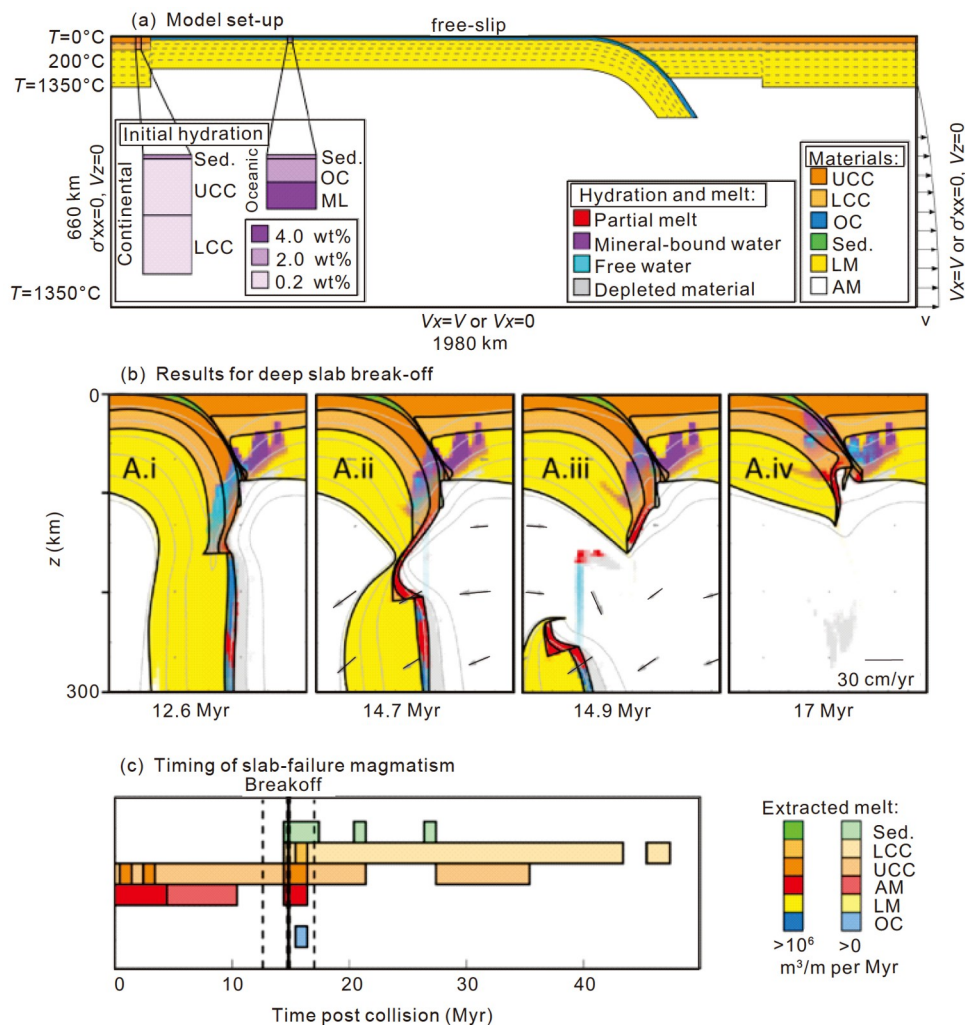 (a) Model set-up
free-slip
T=0°C
200°C
T=1350°C
Initial hydration
Continental
Sed.
UCC
LCC
Oceanic
Sed.
OC
ML
4.0 wt%
2.0 wt%
0.2 wt%
660 km
σ'xx=0, Vz=0
T=1350°C
Hydration and melt:
Partial melt
Mineral-bound water
Free water
Depleted material
Materials:
UCC
LCC
OC
Sed.
LM
AM
Vx=V or σ'xx=0, Vz=0
v
Vx=V or Vx=0
1980 km
(b) Results for deep slab break-off
0
z (km)
300
A.i
A.ii
A.iii
A.iv
30 cm/yr
12.6 Myr
14.7 Myr
14.9 Myr
17 Myr
(c) Timing of slab-failure magmatism
Breakoff
0
10
20
30
40
Time post collision (Myr)
Extracted melt:
Sed.
LCC
UCC
AM
LM
OC
>10⁶
>0
m³/m per Myr